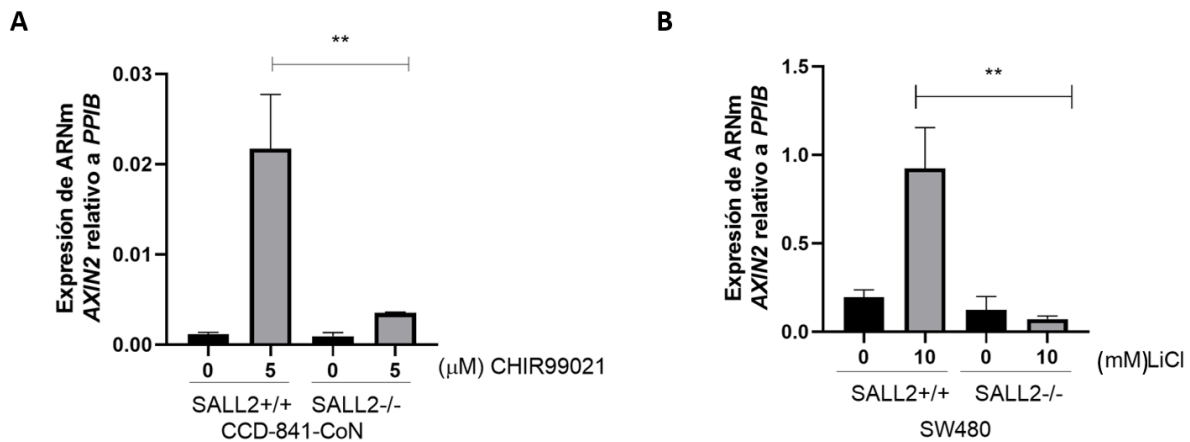 A
Expresión de ARNm
AXIN2 relativo a PPIB
0.03
0.02
0.01
0.00
**
0 5 0 5 (µM) CHIR99021
SALL2+/+ SALL2-/-
CCD-841-CoN
B
Expresión de ARNm
AXIN2 relativo a PPIB
1.5
1.0
0.5
0.0
**
0 10 0 10 (mM)LiCl
SALL2+/+ SALL2-/-
SW480